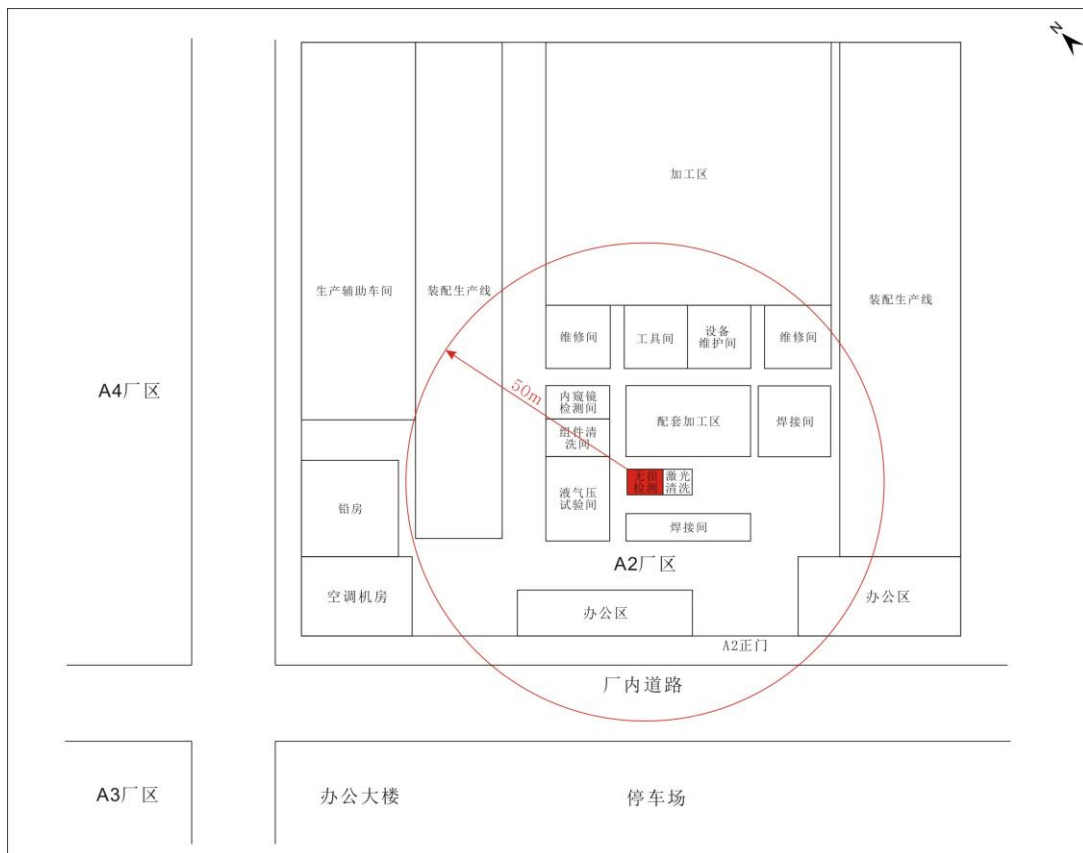 N
加工区
生产辅助车间
装配生产线
装配生产线
维修间
工具间
设备
维护间
维修间
A4厂区
50m
内窥镜
检测间
组件清
洗间
配套加工区
焊接间
无损
检测
激光
清洗
液气压
试验间
铅房
焊接间
A2厂区
空调机房
办公区
办公区
A2正门
厂内道路
A3厂区
办公大楼
停车场